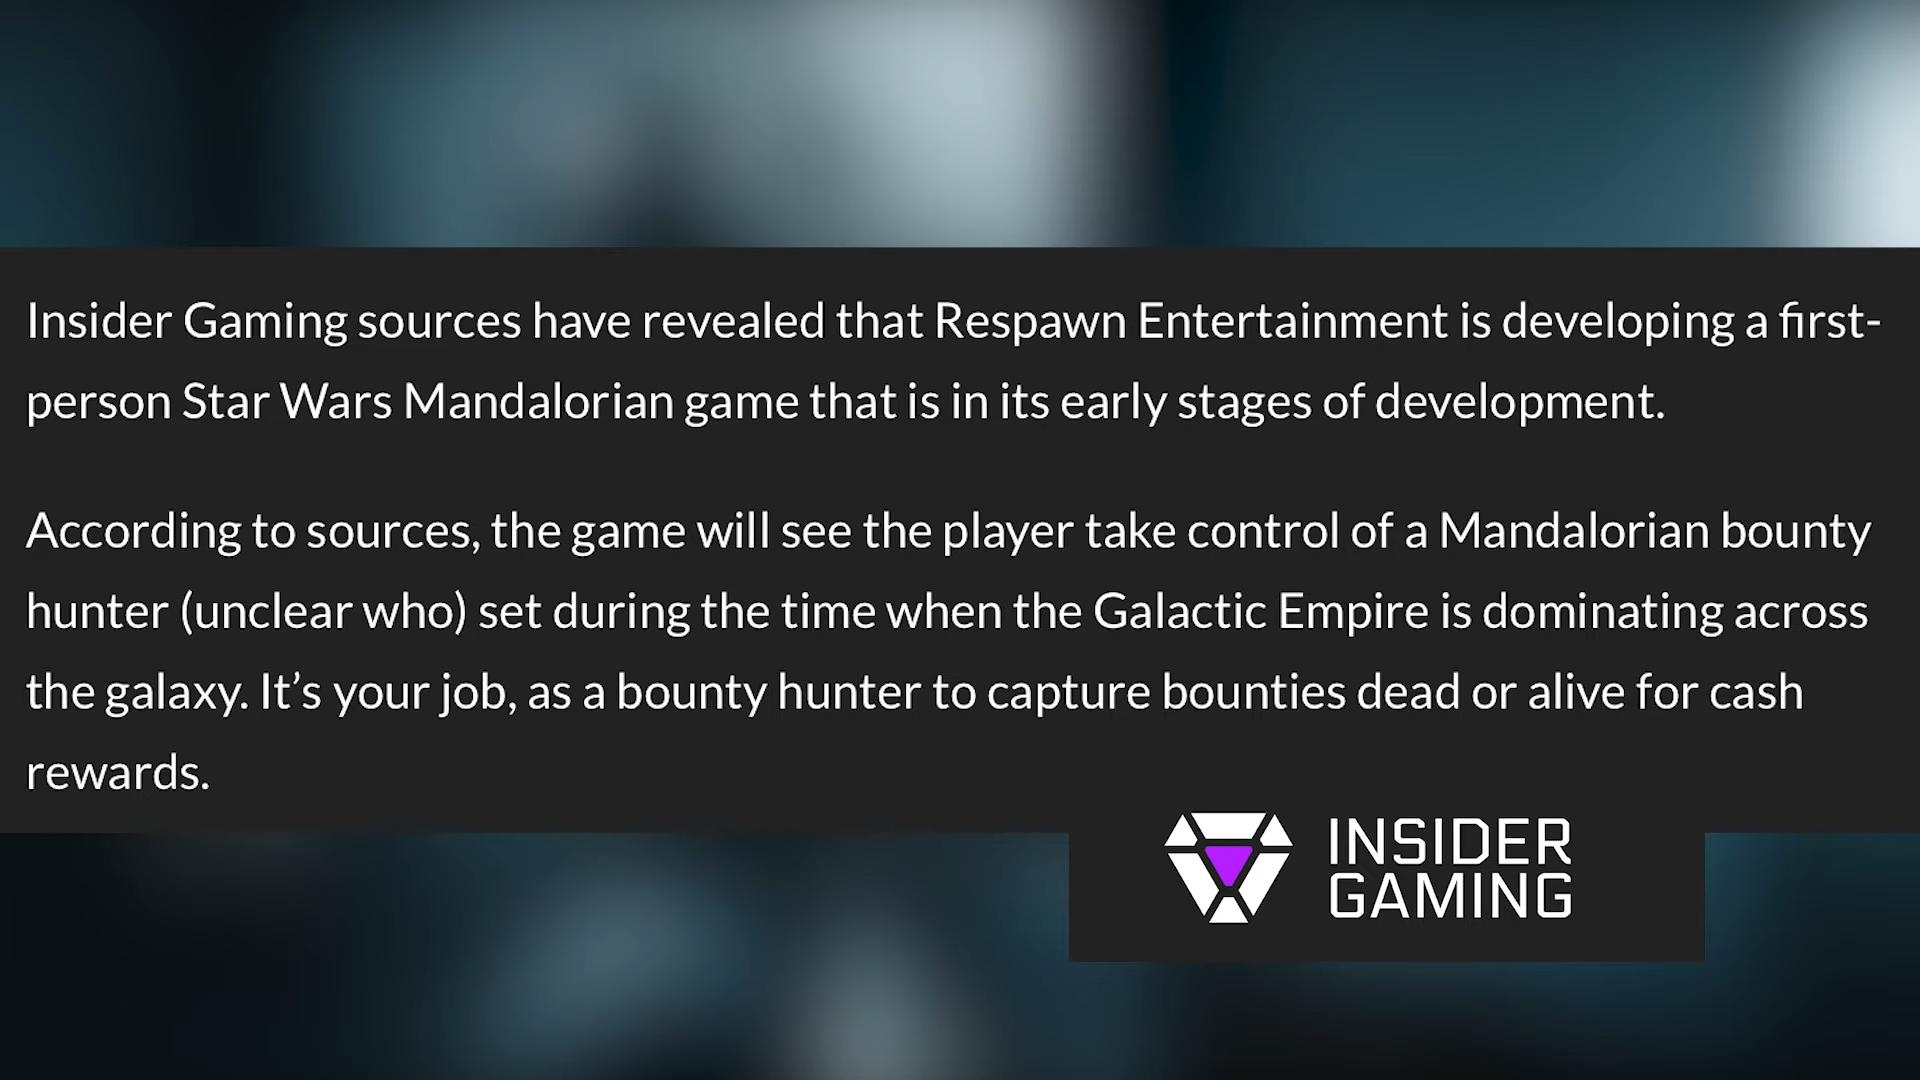 Insider Gaming sources have revealed that Respawn Entertainment is developing a first-
person Star Wars Mandalorian game that is in its early stages of development.
According to sources, the game will see the player take control of a Mandalorian bounty
hunter (unclear who) set during the time when the Galactic Empire is dominating across
the galaxy. It’s your job, as a bounty hunter to capture bounties dead or alive for cash
rewards.
INSIDER
GAMING